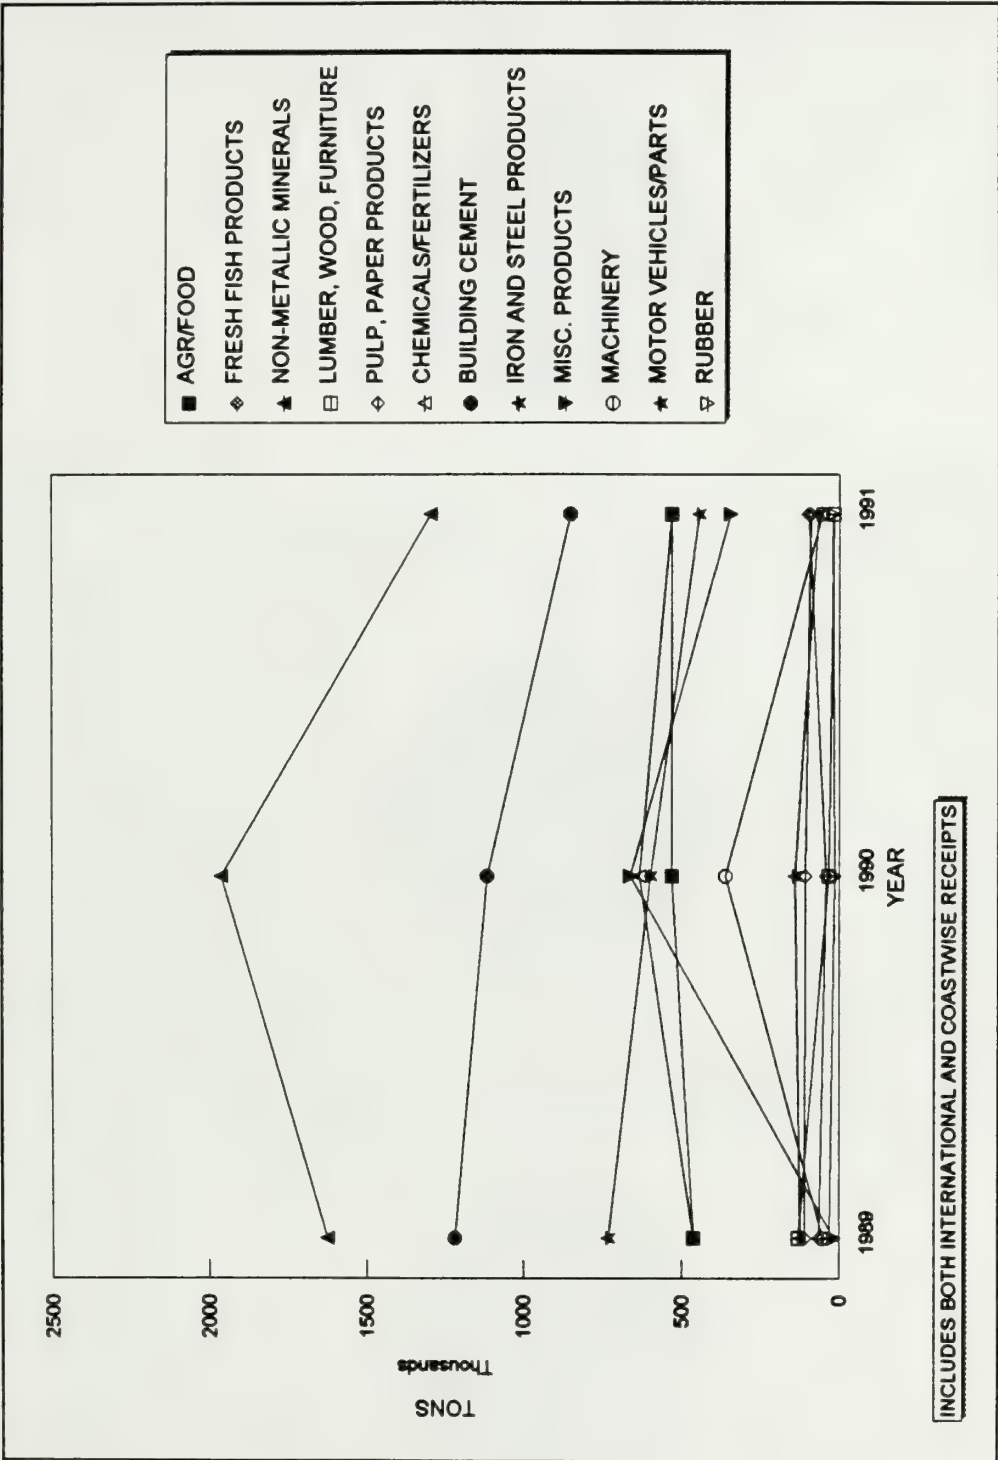 TONS
Thousands
2500
2000
1500
1000
500
0
1989
1990
1991
YEAR
AGR/FOOD
FRESH FISH PRODUCTS
NON-METALLIC MINERALS
LUMBER, WOOD, FURNITURE
PULP, PAPER PRODUCTS
CHEMICALS/FERTILIZERS
BUILDING CEMENT
IRON AND STEEL PRODUCTS
MISC. PRODUCTS
MACHINERY
MOTOR VEHICLES/PARTS
RUBBER
INCLUDES BOTH INTERNATIONAL AND COASTWISE RECEIPTS